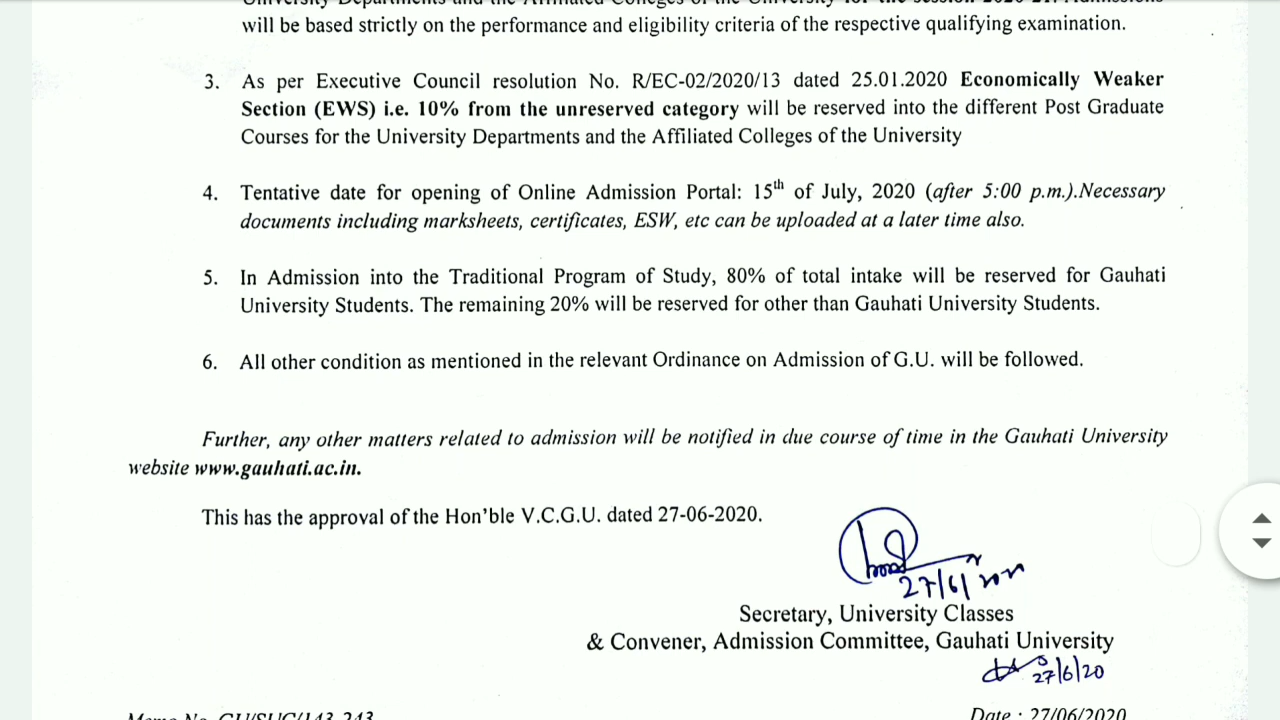 will be based strictly on the performance and eligibility criteria of the respective qualifying examination.
3. As per Executive Council resolution No. R/EC-02/2020/13 dated 25.01.2020 Economically Weaker
Section (EWS) i.e. 10% from the unreserved category will be reserved into the different Post Graduate
Courses for the University Departments and the Affiliated Colleges of the University
4. Tentative date for opening of Online Admission Portal: 15th of July, 2020 (after 5:00 p.m.).Necessary
documents including marksheets, certificates, ESW, etc can be uploaded at a later time also.
5. In Admission into the Traditional Program of Study, 80% of total intake will be reserved for Gauhati
University Students. The remaining 20% will be reserved for other than Gauhati University Students.
6. All other condition as mentioned in the relevant Ordinance on Admission of G.U. will be followed.
Further, any other matters related to admission will be notified in due course of time in the Gauhati University
website www.gauhati.ac.in.
This has the approval of the Hon'ble V.C.G.U. dated 27-06-2020.
27/6/
Secretary, University Classes
& Convener, Admission Committee, Gauhati University
27/6/20
Date : 27/06/2020